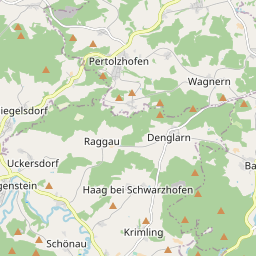 Pertolzhofen
Wagnern
iegelsdorf
Raggau
Denglarn
Uckersdorf
Ba
genstein
Haag bei Schwarzhofen
Krimling
Schönau